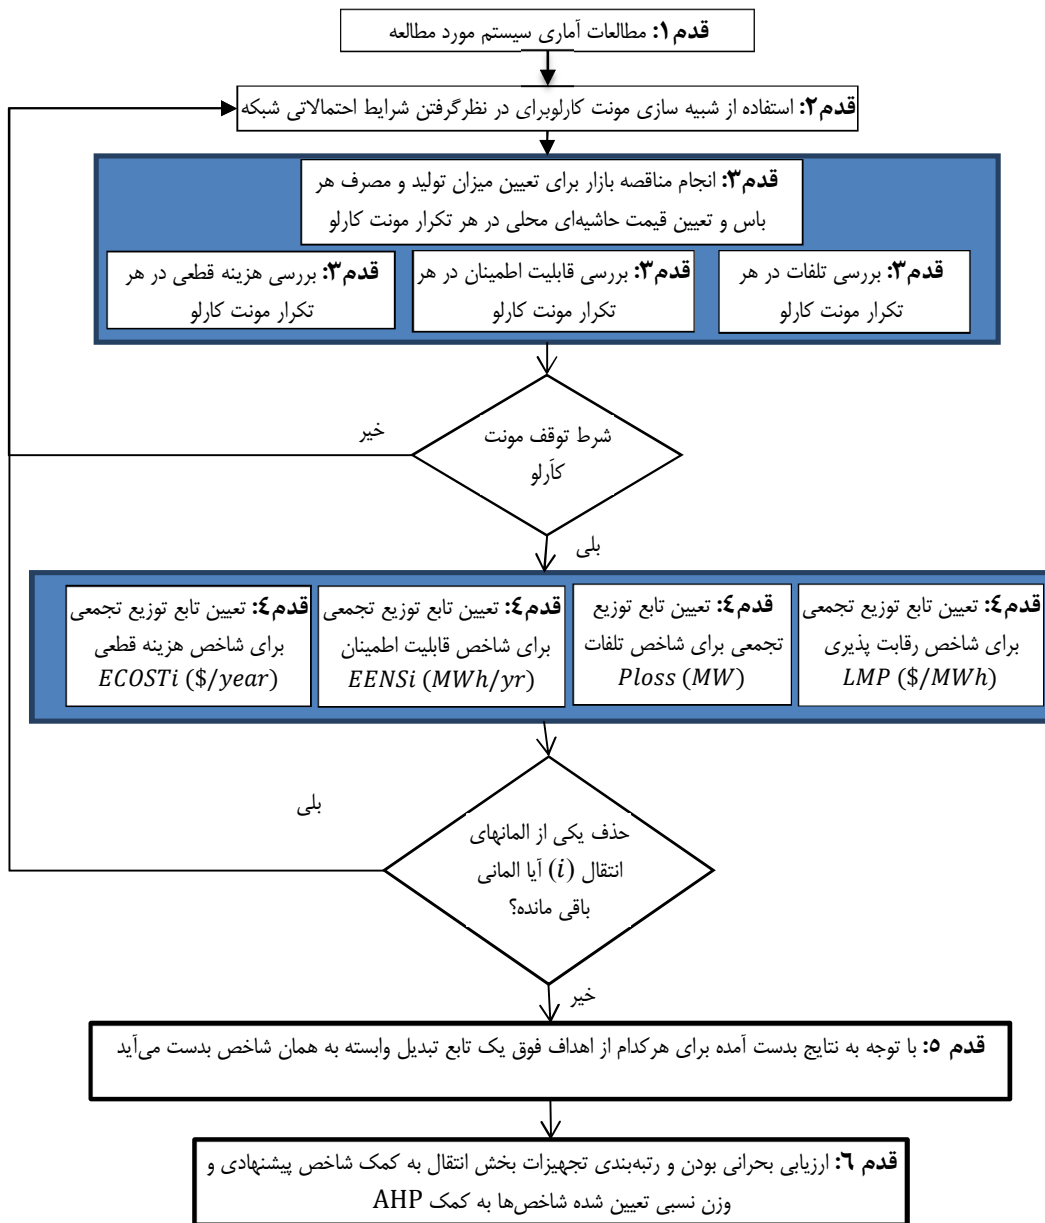 قدم۱: مطالعات آماری سیستم مورد مطالعه
قدم۲: استفاده از شبیه سازی مونت کارلوبرای در نظرگرفتن شرایط احتمالاتی شبکه
قدم۳: انجام مناقصه بازار برای تعیین میزان تولید و مصرف هر
باس و تعیین قیمت حاشیه‌ای محلی در هر تکرار مونت کارلو
قدم۳: بررسی تلفات در هر
تکرار مونت کارلو
قدم۳: بررسی قابلیت اطمینان در هر
تکرار مونت کارلو
قدم۳: بررسی هزینه قطعی در هر
تکرار مونت کارلو
شرط توقف مونت
کاَرلو
خیر
بلی
قدم٤: تعیین تابع توزیع تجمعی
برای شاخص رقابت پذیری
LMP ($/MWh)
قدم٤: تعیین تابع توزیع
تجمعی برای شاخص تلفات
Ploss (MW)
قدم٤: تعیین تابع توزیع تجمعی
برای شاخص قابلیت اطمینان
EENSi (MWh/yr)
قدم٤: تعیین تابع توزیع تجمعی
برای شاخص هزینه قطعی
ECOSTi ($/year)
بلی
حذف یکی از المانهای
انتقال (i) آیا المانی
باقی مانده؟
خیر
قدم ٥: با توجه به نتایج بدست آمده برای هرکدام از اهداف فوق یک تابع تبدیل وابسته به همان شاخص بدست می‌آید
قدم ٦: ارزیابی بحرانی بودن و رتبه‌بندی تجهیزات بخش انتقال به کمک شاخص پیشنهادی و
وزن نسبی تعیین شده شاخص‌ها به کمک AHP